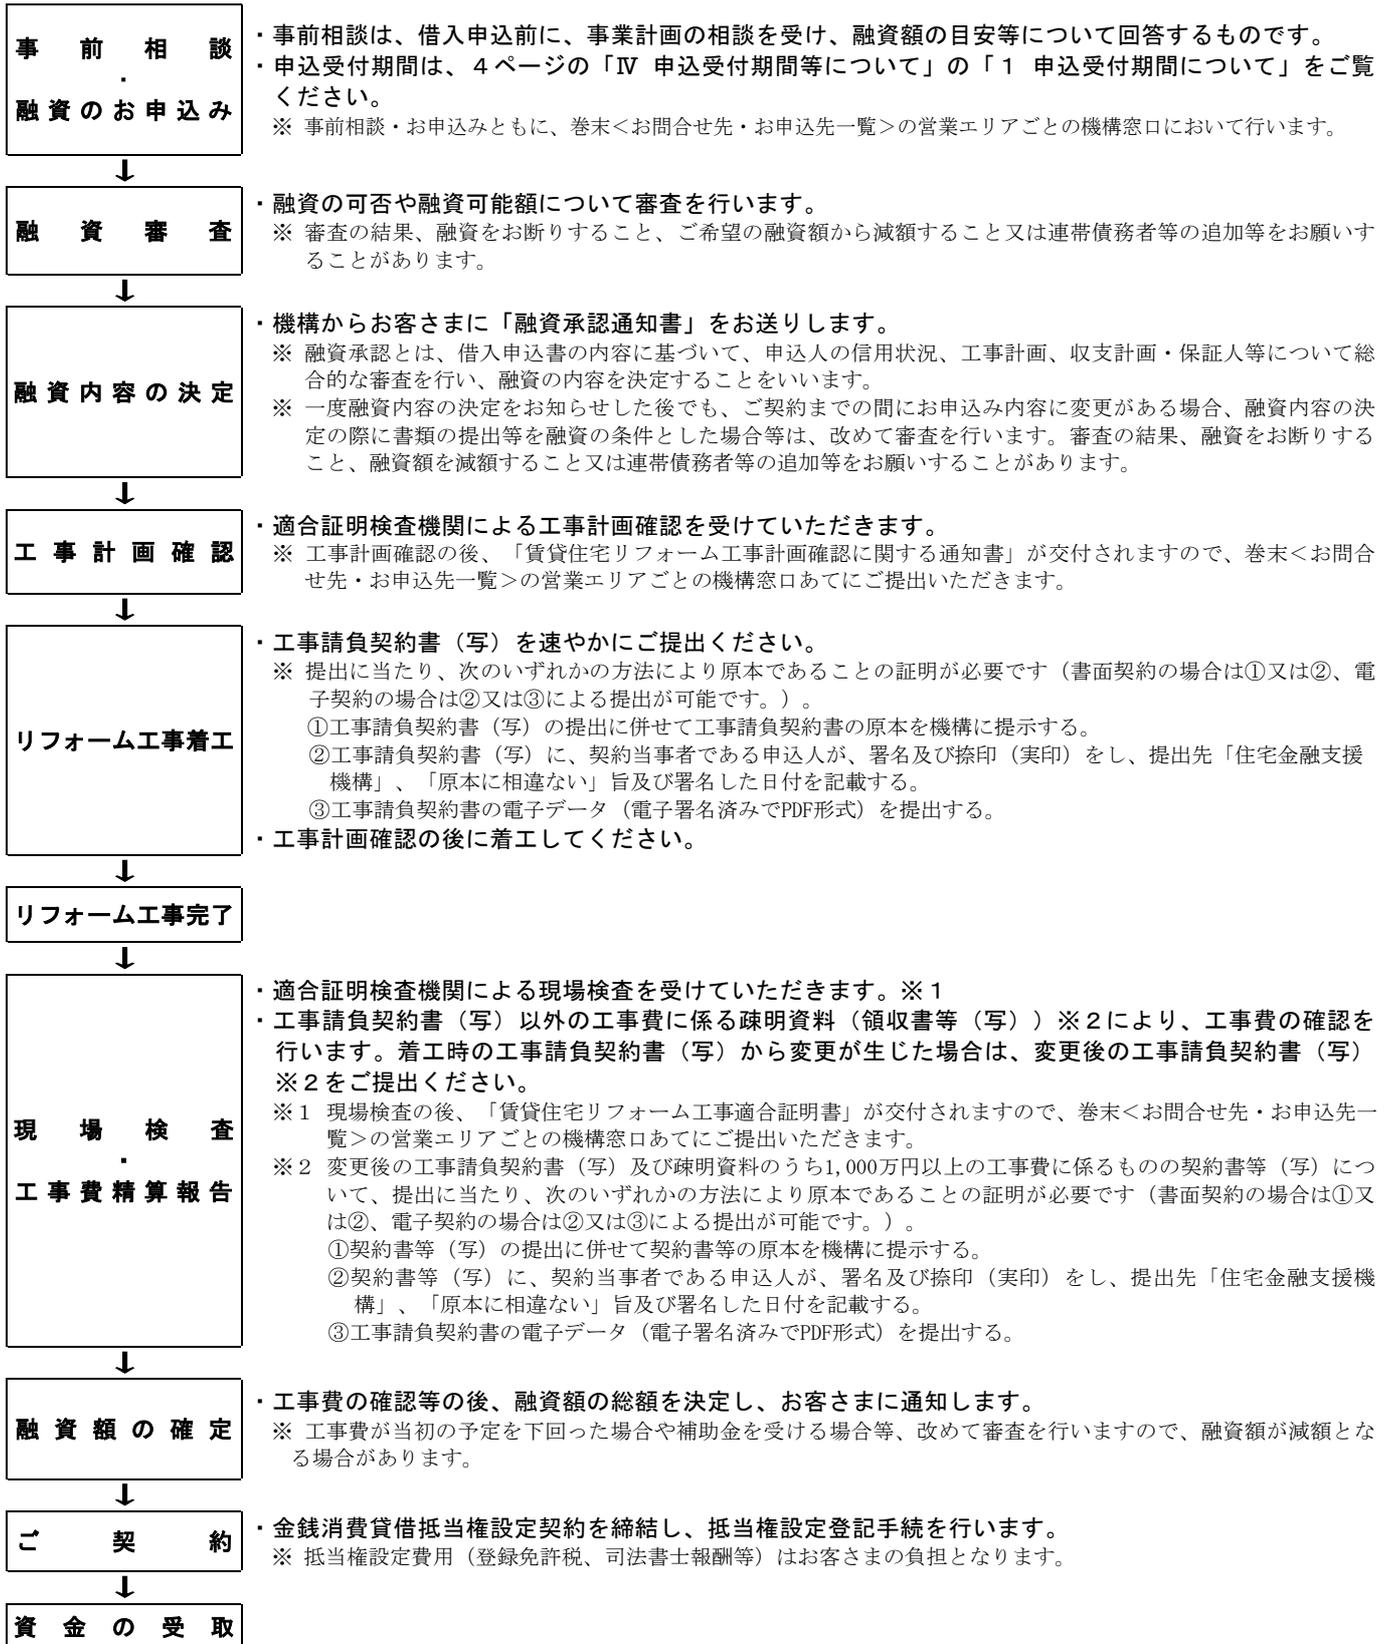 事前相談
・
融資のお申込み
・事前相談は、借入申込前に、事業計画の相談を受け、融資額の目安等について回答するものです。
・申込受付期間は、４ページの「Ⅳ 申込受付期間等について」の「１ 申込受付期間について」をご覧
ください。
※ 事前相談・お申込みともに、巻末＜お問合せ先・お申込先一覧＞の営業エリアごとの機構窓口において行います。
↓
融資審査
・融資の可否や融資可能額について審査を行います。
※ 審査の結果、融資をお断りすること、ご希望の融資額から減額すること又は連帯債務者等の追加等をお願いす
ることがあります。
↓
融資内容の決定
・機構からお客さまに「融資承認通知書」をお送りします。
※ 融資承認とは、借入申込書の内容に基づいて、申込人の信用状況、工事計画、収支計画・保証人等について総
合的な審査を行い、融資の内容を決定することをいいます。
※ 一度融資内容の決定をお知らせした後でも、ご契約までの間にお申込み内容に変更がある場合、融資内容の決
定の際に書類の提出等を融資の条件とした場合等は、改めて審査を行います。審査の結果、融資をお断りする
こと、融資額を減額すること又は連帯債務者等の追加等をお願いすることがあります。
↓
工事計画確認
・適合証明検査機関による工事計画確認を受けていただきます。
※ 工事計画確認の後、「賃貸住宅リフォーム工事計画確認に関する通知書」が交付されますので、巻末＜お問合
せ先・お申込先一覧＞の営業エリアごとの機構窓口あてにご提出いただきます。
↓
リフォーム工事着工
・工事請負契約書（写）を速やかにご提出ください。
※ 提出に当たり、次のいずれかの方法により原本であることの証明が必要です（書面契約の場合は①又は②、電
子契約の場合は②又は③による提出が可能です。）。
①工事請負契約書（写）の提出に併せて工事請負契約書の原本を機構に提示する。
②工事請負契約書（写）に、契約当事者である申込人が、署名及び捺印（実印）をし、提出先「住宅金融支援
機構」、「原本に相違ない」旨及び署名した日付を記載する。
③工事請負契約書の電子データ（電子署名済みでPDF形式）を提出する。
・工事計画確認の後に着工してください。
↓
リフォーム工事完了
↓
現場検査
・
工事費精算報告
・適合証明検査機関による現場検査を受けていただきます。※１
・工事請負契約書（写）以外の工事費に係る疎明資料（領収書等（写））※２により、工事費の確認を
行います。着工時の工事請負契約書（写）から変更が生じた場合は、変更後の工事請負契約書（写）
※２をご提出ください。
※１ 現場検査の後、「賃貸住宅リフォーム工事適合証明書」が交付されますので、巻末＜お問合せ先・お申込先一
覧＞の営業エリアごとの機構窓口あてにご提出いただきます。
※２ 変更後の工事請負契約書（写）及び疎明資料のうち1,000万円以上の工事費に係るものの契約書等（写）につ
いて、提出に当たり、次のいずれかの方法により原本であることの証明が必要です（書面契約の場合は①又
は②、電子契約の場合は②又は③による提出が可能です。）。
①契約書等（写）の提出に併せて契約書等の原本を機構に提示する。
②契約書等（写）に、契約当事者である申込人が、署名及び捺印（実印）をし、提出先「住宅金融支援機
構」、「原本に相違ない」旨及び署名した日付を記載する。
③工事請負契約書の電子データ（電子署名済みでPDF形式）を提出する。
↓
融資額の確定
・工事費の確認等の後、融資額の総額を決定し、お客さまに通知します。
※ 工事費が当初の予定を下回った場合や補助金を受ける場合等、改めて審査を行いますので、融資額が減額とな
る場合があります。
↓
ご契約
・金銭消費貸借抵当権設定契約を締結し、抵当権設定登記手続を行います。
※ 抵当権設定費用（登録免許税、司法書士報酬等）はお客さまの負担となります。
↓
資金の受取